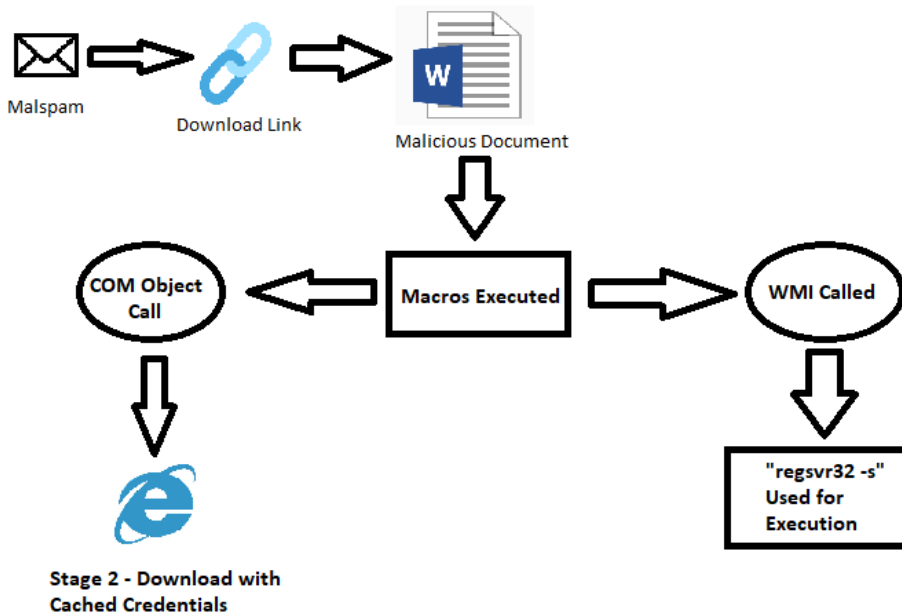 Malspam
Download Link
W
Malicious Document
COM Object
Call
Macros Executed
WMI Called
Stage 2 - Download with
Cached Credentials
"regsvr32 -s"
Used for
Execution